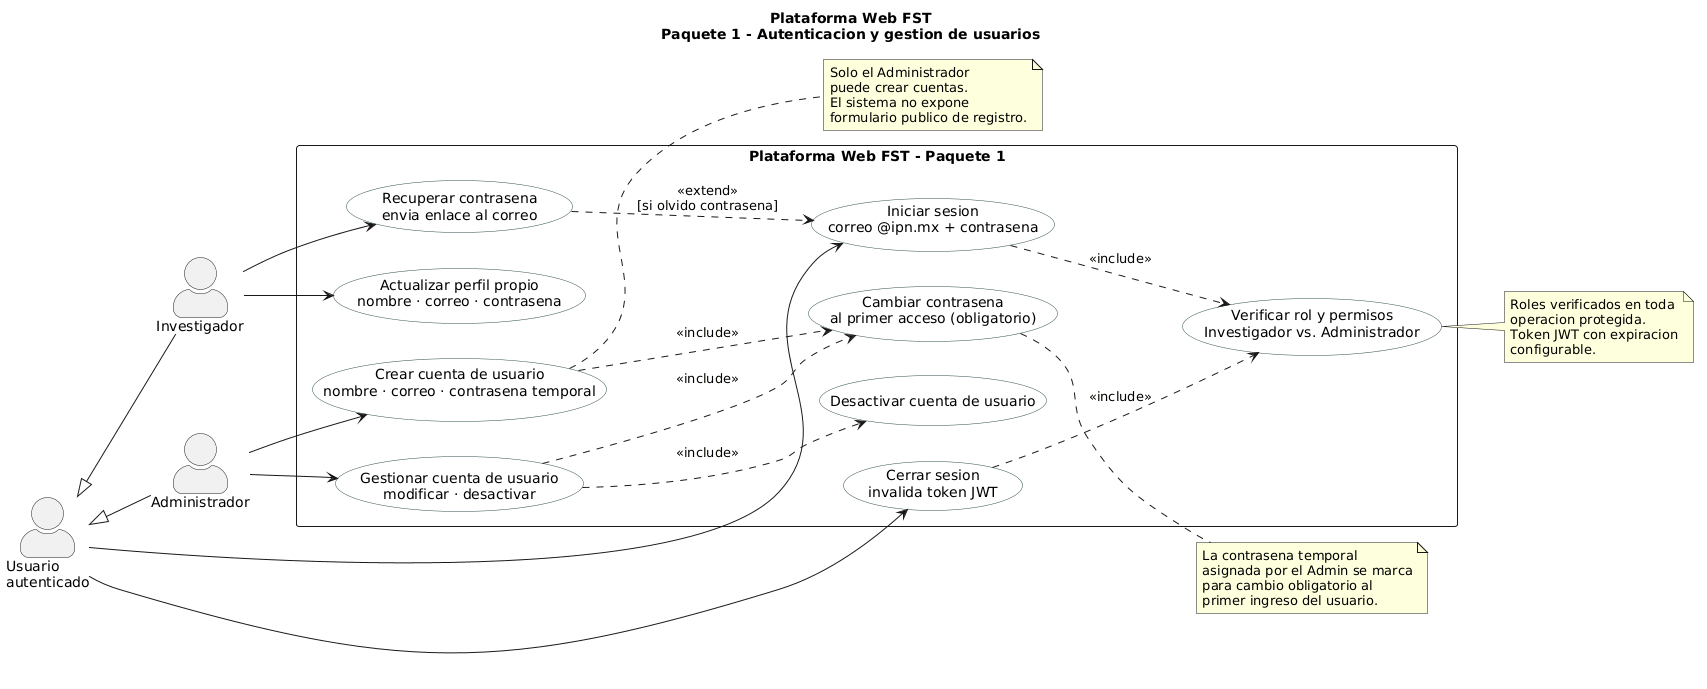 Plataforma Web FST
Paquete 1 - Autenticacion y gestion de usuarios
Solo el Administrador
puede crear cuentas.
El sistema no expone
formulario publico de registro.
Plataforma Web FST - Paquete 1
Recuperar contrasena
envia enlace al correo
«extend»
[si olvido contrasena]
Iniciar sesion
correo @ipn.mx + contrasena
«include»
Investigador
Actualizar perfil propio
nombre · correo · contrasena
Cambiar contrasena
al primer acceso (obligatorio)
Verificar rol y permisos
Investigador vs. Administrador
Roles verificados en toda
operacion protegida.
Token JWT con expiracion
configurable.
«include»
Crear cuenta de usuario
nombre · correo · contrasena temporal
«include»
Desactivar cuenta de usuario
«include»
Administrador
Gestionar cuenta de usuario
modificar · desactivar
«include»
Cerrar sesion
invalida token JWT
Usuario
autenticado
La contrasena temporal
asignada por el Admin se marca
para cambio obligatorio al
primer ingreso del usuario.